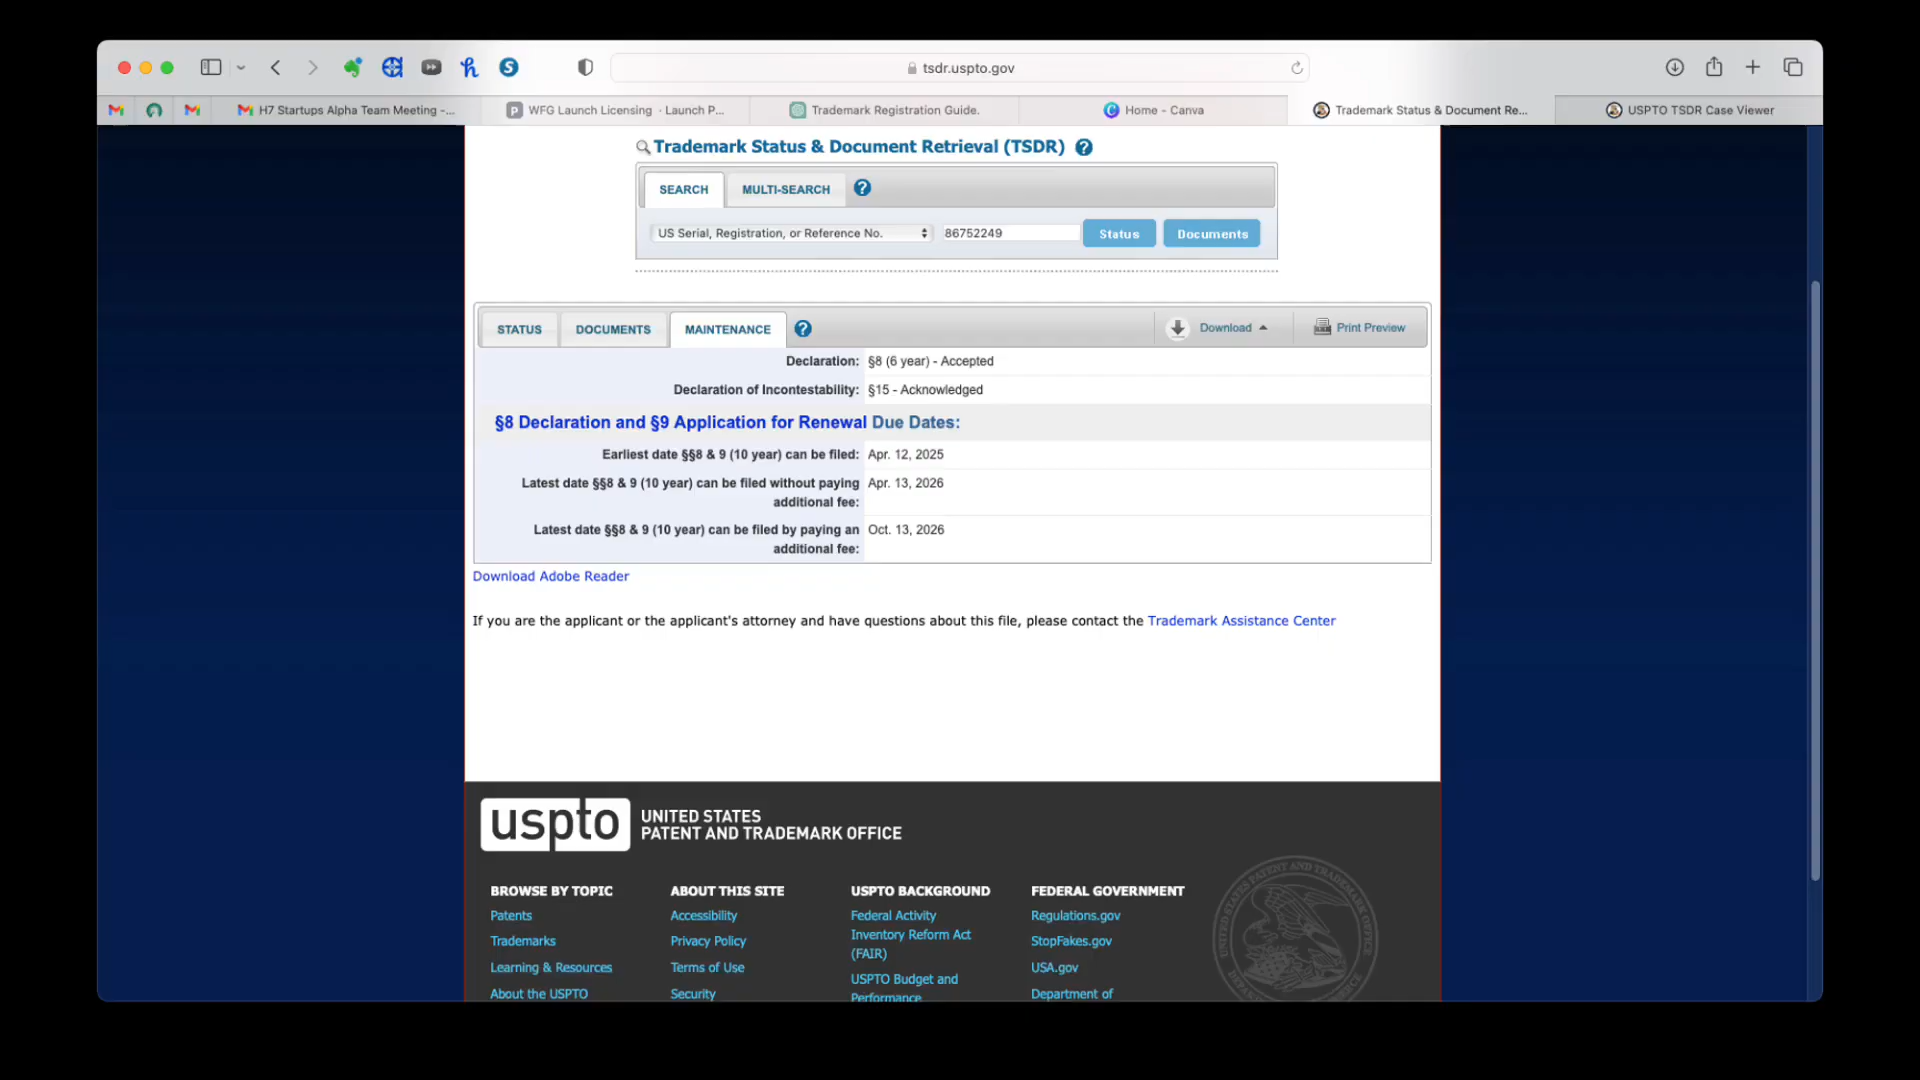 tsdr.uspto.gov
H7 Startups Alpha Team Meeting -...
WFG Launch Licensing · Launch P...
Trademark Registration Guide.
Home – Canva
Trademark Status & Document Re...
USPTO TSDR Case Viewer
Trademark Status & Document Retrieval (TSDR) ?
SEARCH MULTI-SEARCH ?
US Serial, Registration, or Reference No. 86752249 Status Documents
STATUS DOCUMENTS MAINTENANCE ? Download Print Preview
Declaration: §8 (6 year) - Accepted
Declaration of Incontestability: §15 - Acknowledged
§8 Declaration and §9 Application for Renewal Due Dates:
Earliest date §§8 & 9 (10 year) can be filed: Apr. 12, 2025
Latest date §§8 & 9 (10 year) can be filed without paying Apr. 13, 2026
additional fee:
Latest date §§8 & 9 (10 year) can be filed by paying an Oct. 13, 2026
additional fee:
Download Adobe Reader
If you are the applicant or the applicant's attorney and have questions about this file, please contact the Trademark Assistance Center
uspto
UNITED STATES
PATENT AND TRADEMARK OFFICE
BROWSE BY TOPIC
Patents
Trademarks
Learning & Resources
About the USPTO
ABOUT THIS SITE
Accessibility
Privacy Policy
Terms of Use
Security
USPTO BACKGROUND
Federal Activity
Inventory Reform Act
(FAIR)
USPTO Budget and
Performance
FEDERAL GOVERNMENT
Regulations.gov
StopFakes.gov
USA.gov
Department of